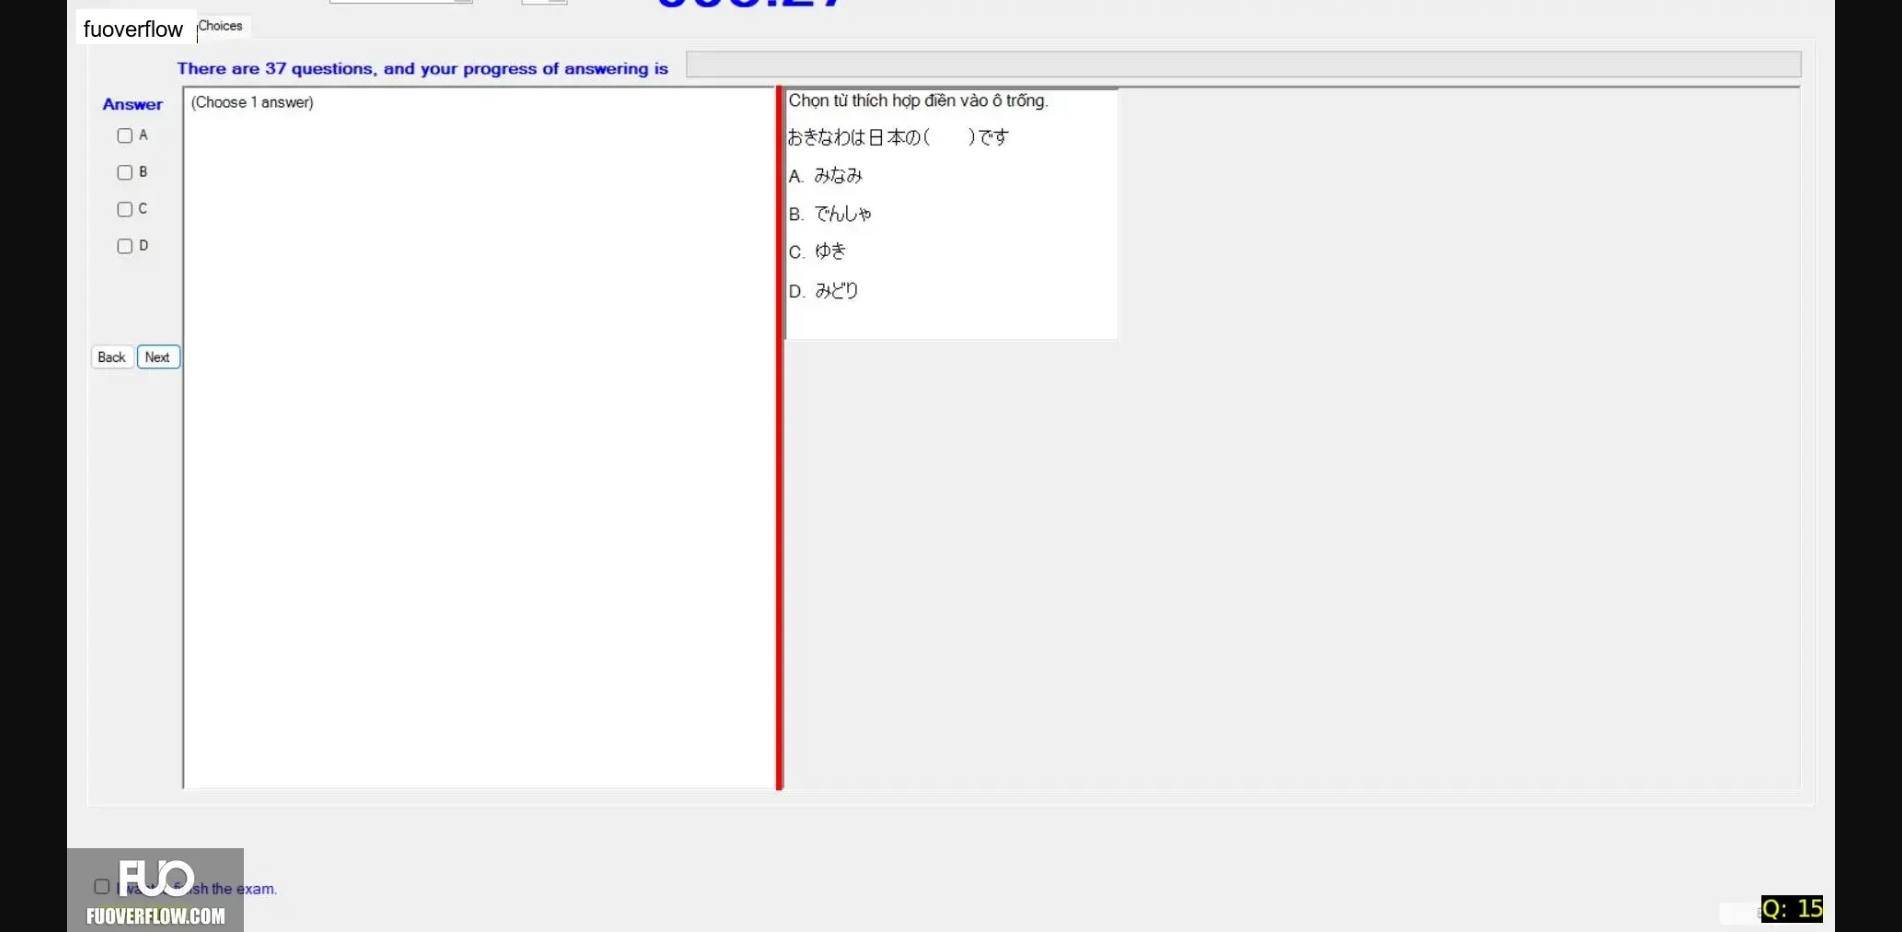 fuoverflow
Choices
There are 37 questions, and your progress of answering is
Answer
(Choose 1 answer)
A
B
C
D
Back
Next
Chọn từ thích hợp điền vào ô trống.
おきなわは日本の(　　)です
A. みなみ
B. でんしゃ
C. ゆき
D. みどり
FUO
sh the exam.
FUOVERFLOW.COM
Q: 15